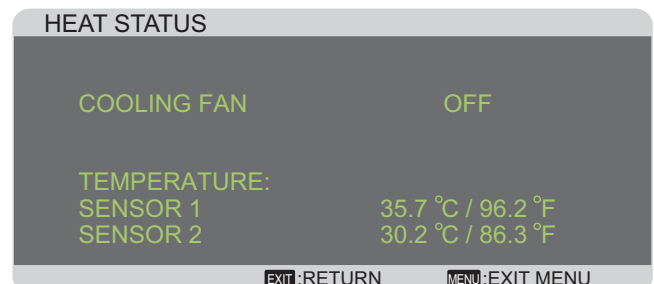 HEAT STATUS
COOLING FAN OFF
TEMPERATURE:
SENSOR 1 35.7 °C / 96.2 °F
SENSOR 2 30.2 °C / 86.3 °F
EXIT:RETURN MENU:EXIT MENU